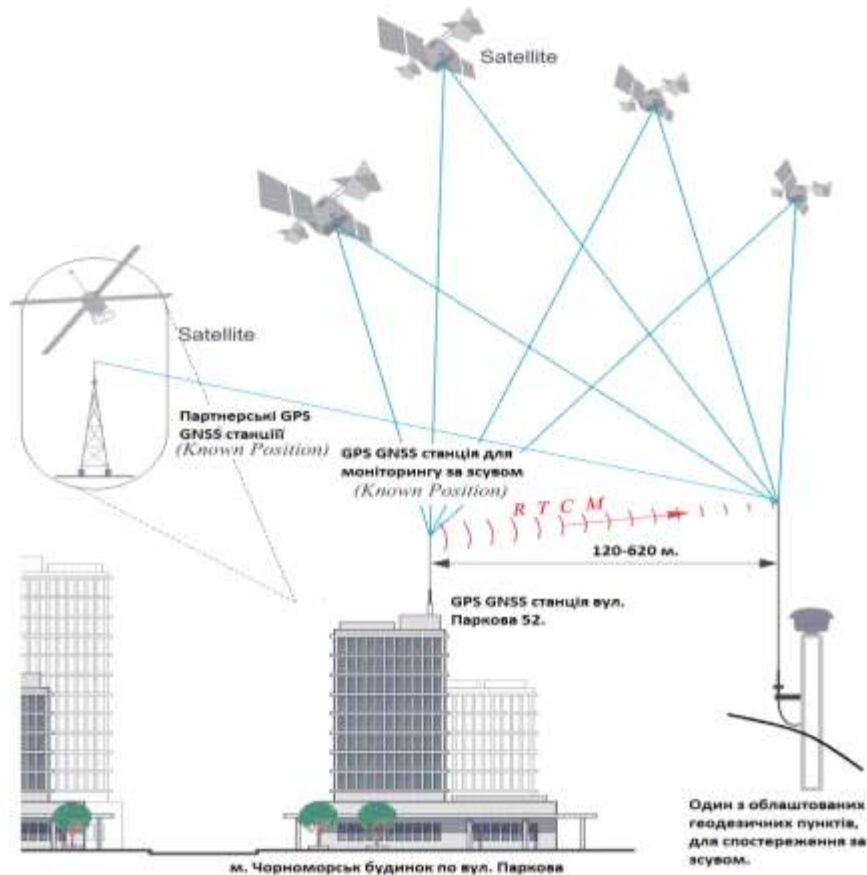 Satellite
Satellite
Партнерські GPS
GNSS станціїї
(Known Position)
GPS GNSS станція для
моніторингу за зсувом
(Known Position)
R T C M
120-620 м.
GPS GNSS станція вул.
Паркова 52.
Один з облаштованих
геодезичних пунктів,
для спостереження за
зсувом.
м. Чорноморськ будинок по вул. Паркова